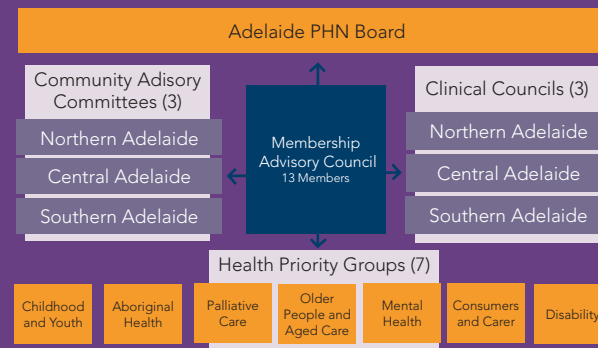 Adelaide PHN Board
Community Adisory
Committees (3)
Northern Adelaide
Central Adelaide
Southern Adelaide
Membership
Advisory Council
13 Members
Clinical Councils (3)
Northern Adelaide
Central Adelaide
Southern Adelaide
Health Priority Groups (7)
Childhood
and Youth
Aboriginal
Health
Palliative
Care
Older
People and
Aged Care
Mental
Health
Consumers
and Carer
Disability